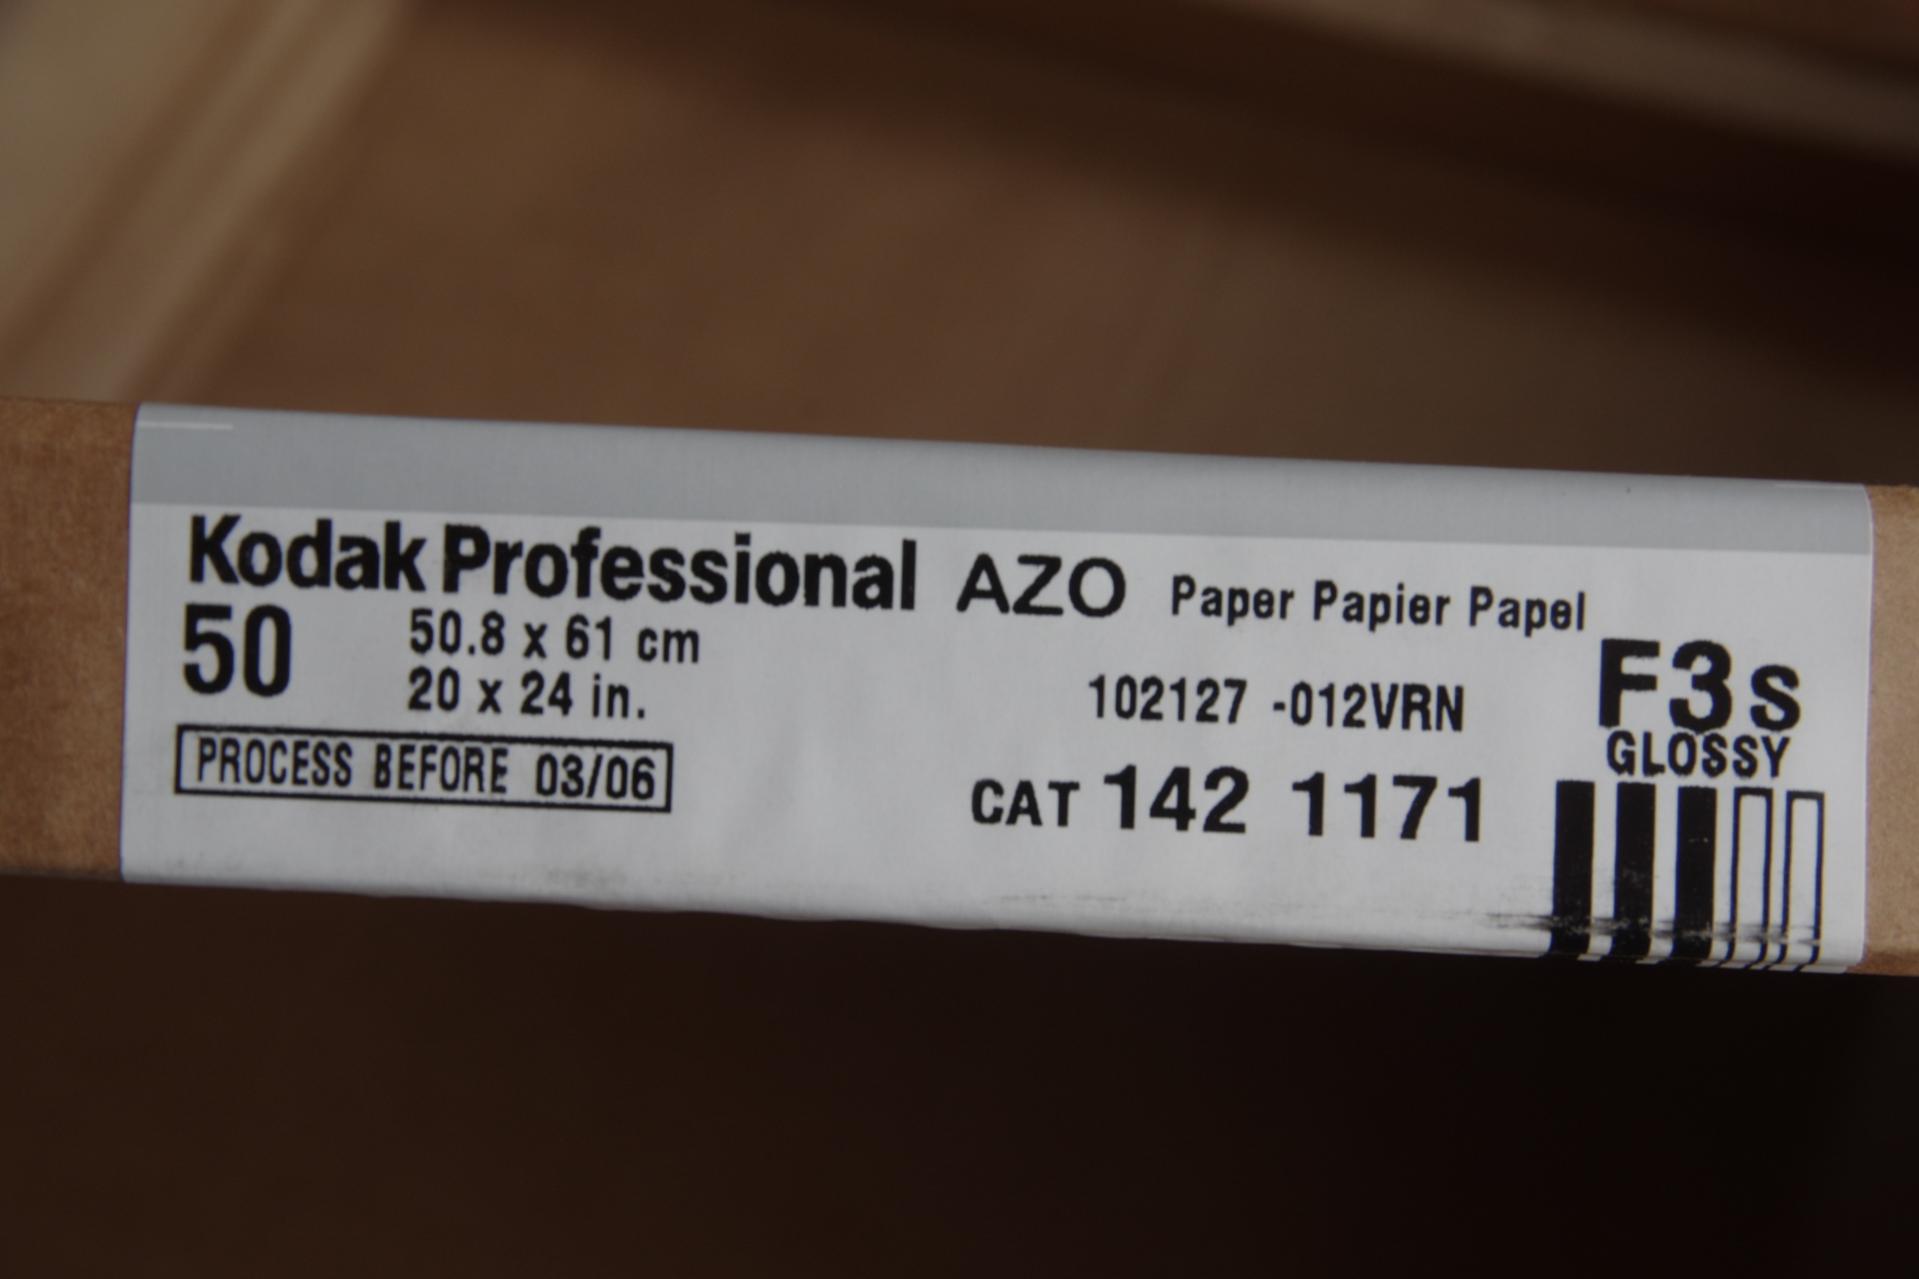 Kodak Professional AZO Paper Papier Papel
50
50.8 x 61 cm
20 x 24 in.
PROCESS BEFORE 03/06
102127 -012VRN
CAT 142 1171
F3s
GLOSSY